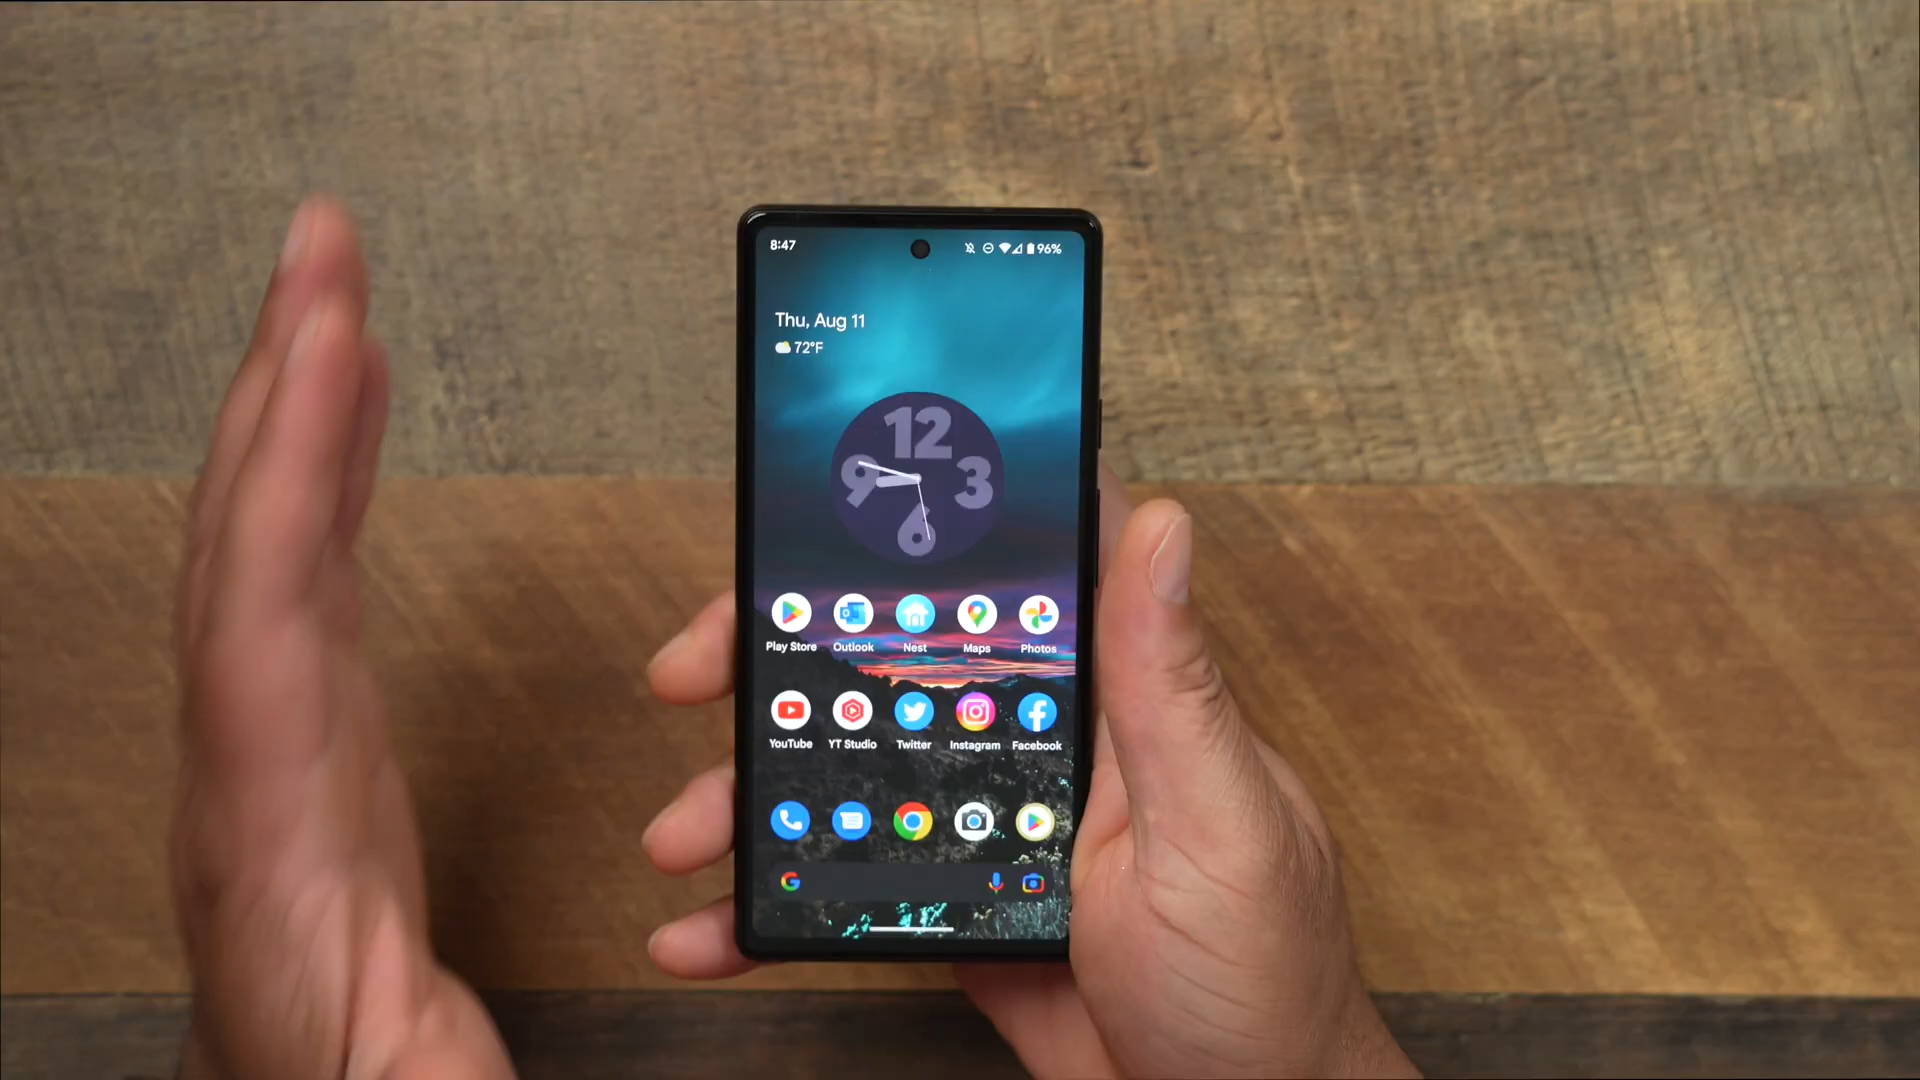 8:47
96%
Thu, Aug 11
72°F
12
9
3
6
Play Store
Outlook
Nest
Maps
Photos
YouTube
YT Studio
Twitter
Instagram
Facebook